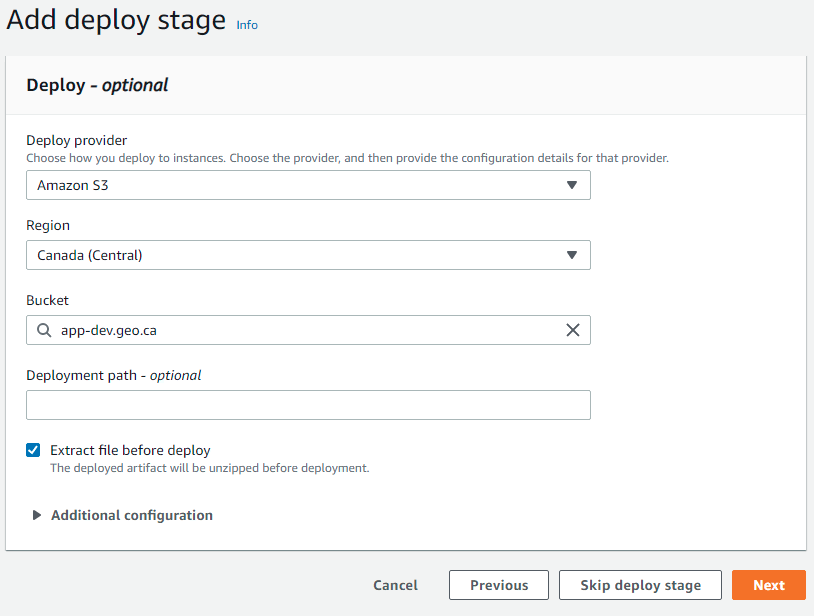 Add deploy stage Info
Deploy - optional
Deploy provider
Choose how you deploy to instances. Choose the provider, and then provide the configuration details for that provider.
Amazon S3
Region
Canada (Central)
Bucket
app-dev.geo.ca
Deployment path - optional
Extract file before deploy
The deployed artifact will be unzipped before deployment.
Additional configuration
Cancel Previous Skip deploy stage Next